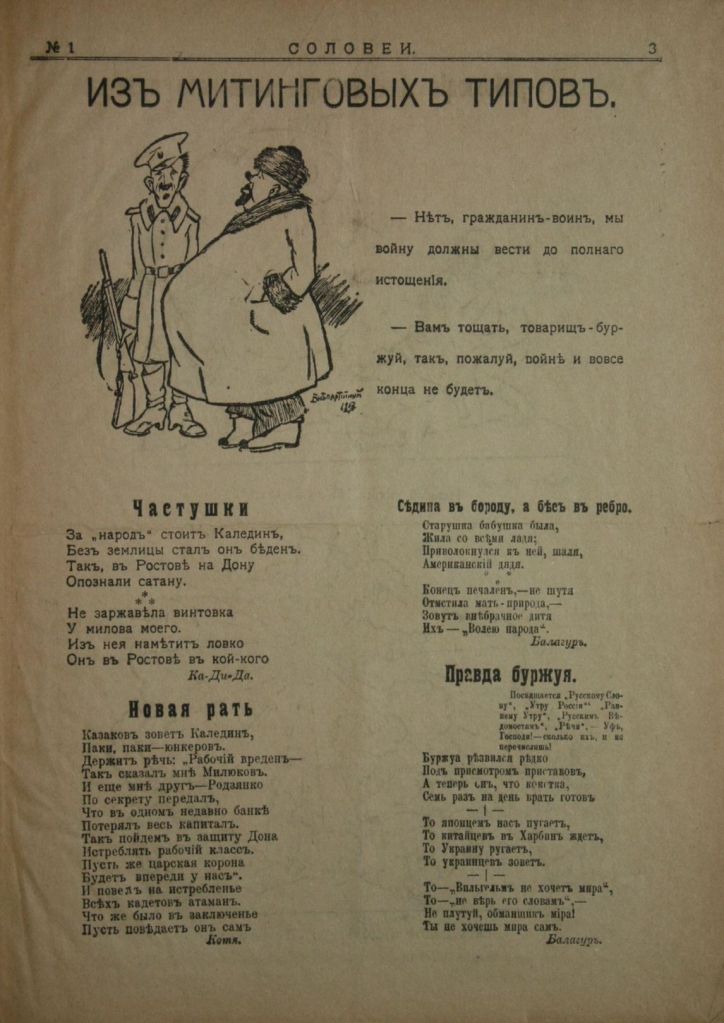 № 1
СОЛОВЕЙ.
3
ИЗЪ МИТИНГОВЫХЪ ТИПОВЪ.
— Нѣтъ, гражданинъ-воинъ, мы
войну должны вести до полнаго
истощенія.
— Вамъ тощать, товарищъ-бур-
жуй, такъ, пожалуй, войнѣ и вовсе
конца не будетъ.
Частушки
За „народъ“ стоитъ Калединъ,
Безъ землицы сталъ онъ бѣденъ.
Такъ, въ Ростовѣ на Дону
Опознали сатану.
*
* *
Не заржавѣла винтовка
У милова моего.
Изъ нея намѣтитъ ловко
Онъ въ Ростовѣ въ кой-кого
Ка-Ди-Да.
Новая рать
Казаковъ зоветъ Калединъ,
Паки, паки—юнкеровъ.
Держитъ рѣчь: „Рабочій вреденъ—
Такъ сказалъ мнѣ Милюковъ.
И еще мнѣ другъ—Родзянко
По секрету передалъ,
Что въ одномъ недавно банкѣ
Потерялъ весь капиталъ.
Такъ пойдемъ въ защиту Дона
Истреблять рабочій классъ.
Пусть же царская корона
Будетъ впереди у насъ“.
И повелъ на истребленье
Всѣхъ кадетовъ атаманъ.
Что же было въ заключенье
Пусть повѣдаетъ онъ самъ
Котя.
Сѣдина въ бороду, а бѣсъ въ ребро.
Старушка бабушка была,
Жила со всѣми ладя;
Приволокнулся къ ней, шаля,
Американскій дядя.
* *
Конецъ печаленъ,—не шутя
Отмстила мать-природа,—
Зовутъ внѣбрачное дитя
Ихъ—„Волею народа“.
Балагуръ.
Правда буржуя.
Посвящается „Русскому Сло-
ву“, „Утру Россіи“ „Ран-
нему Утру“, „Русскимъ Вѣ-
домостямъ“, „Рѣчи“,— Уфъ,
Господи!—сколько ихъ, и не
перечислишь!
Буржуа рѣзвился рѣдко
Подъ присмотромъ приставовъ,
А теперь онъ, что кокетка,
Семь разъ на день врать готовъ
— | —
То японцемъ насъ пугаетъ,
То китайцевъ въ Харбинъ ждетъ,
То Украину ругаетъ,
То украинцевъ зоветъ.
— | —
То—„Вильгельмъ не хочетъ мира“,
То—„не вѣрь его словамъ“,—
Не плутуй, обманщикъ міра!
Ты не хочешь мира самъ.
Балагуръ.